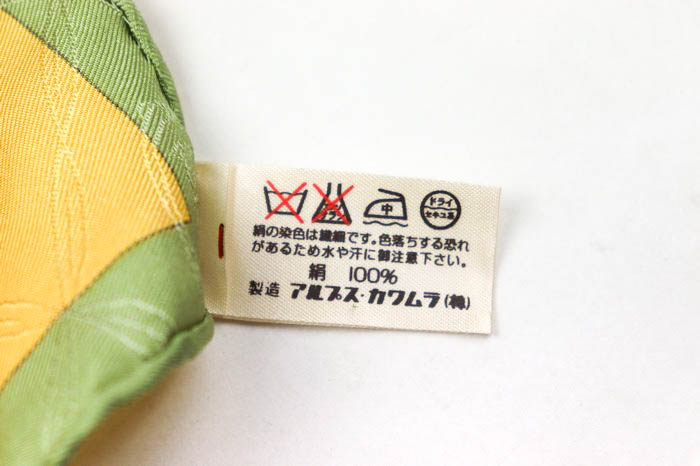 中 ドライ セキユ系
絹の染色は繊細です。色落ちする恐れ
があるため水や汗に御注意下さい。
絹 100%
製造 アルプス・カワムラ(株)